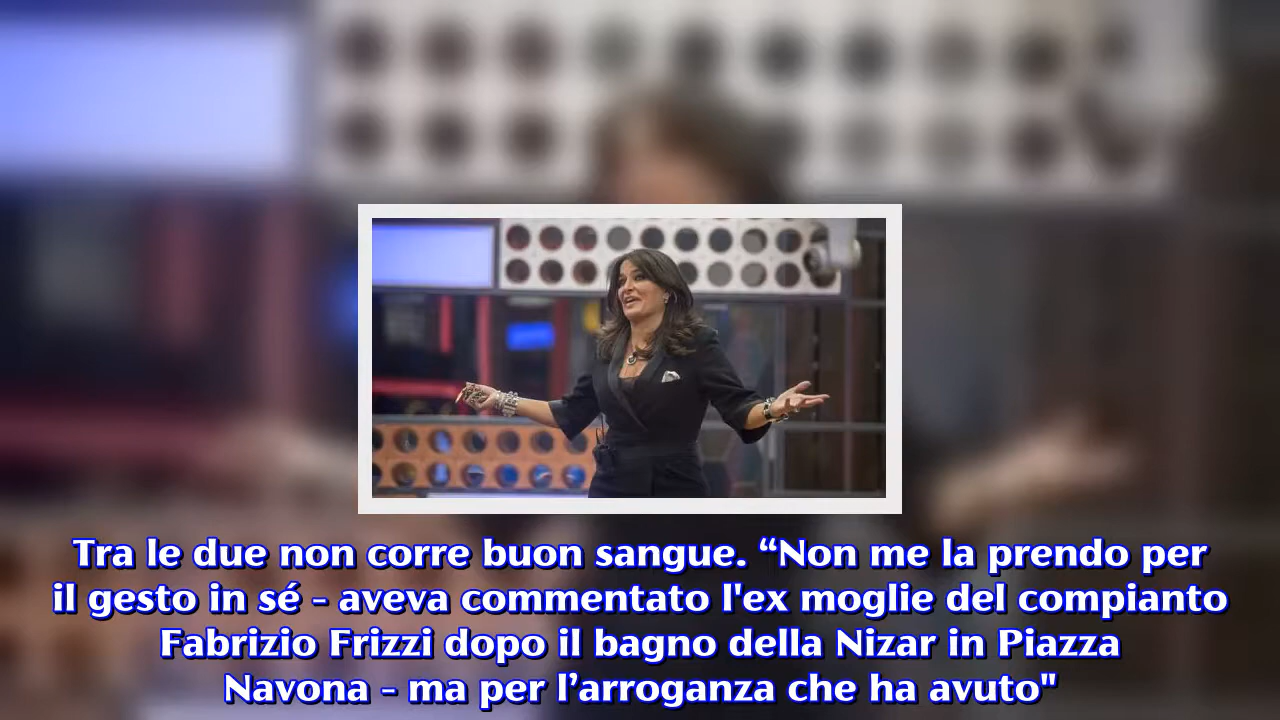 Tra le due non corre buon sangue. “Non me la prendo per
il gesto in sé - aveva commentato l'ex moglie del compianto
Fabrizio Frizzi dopo il bagno della Nizar in Piazza
Navona - ma per l’arroganza che ha avuto"